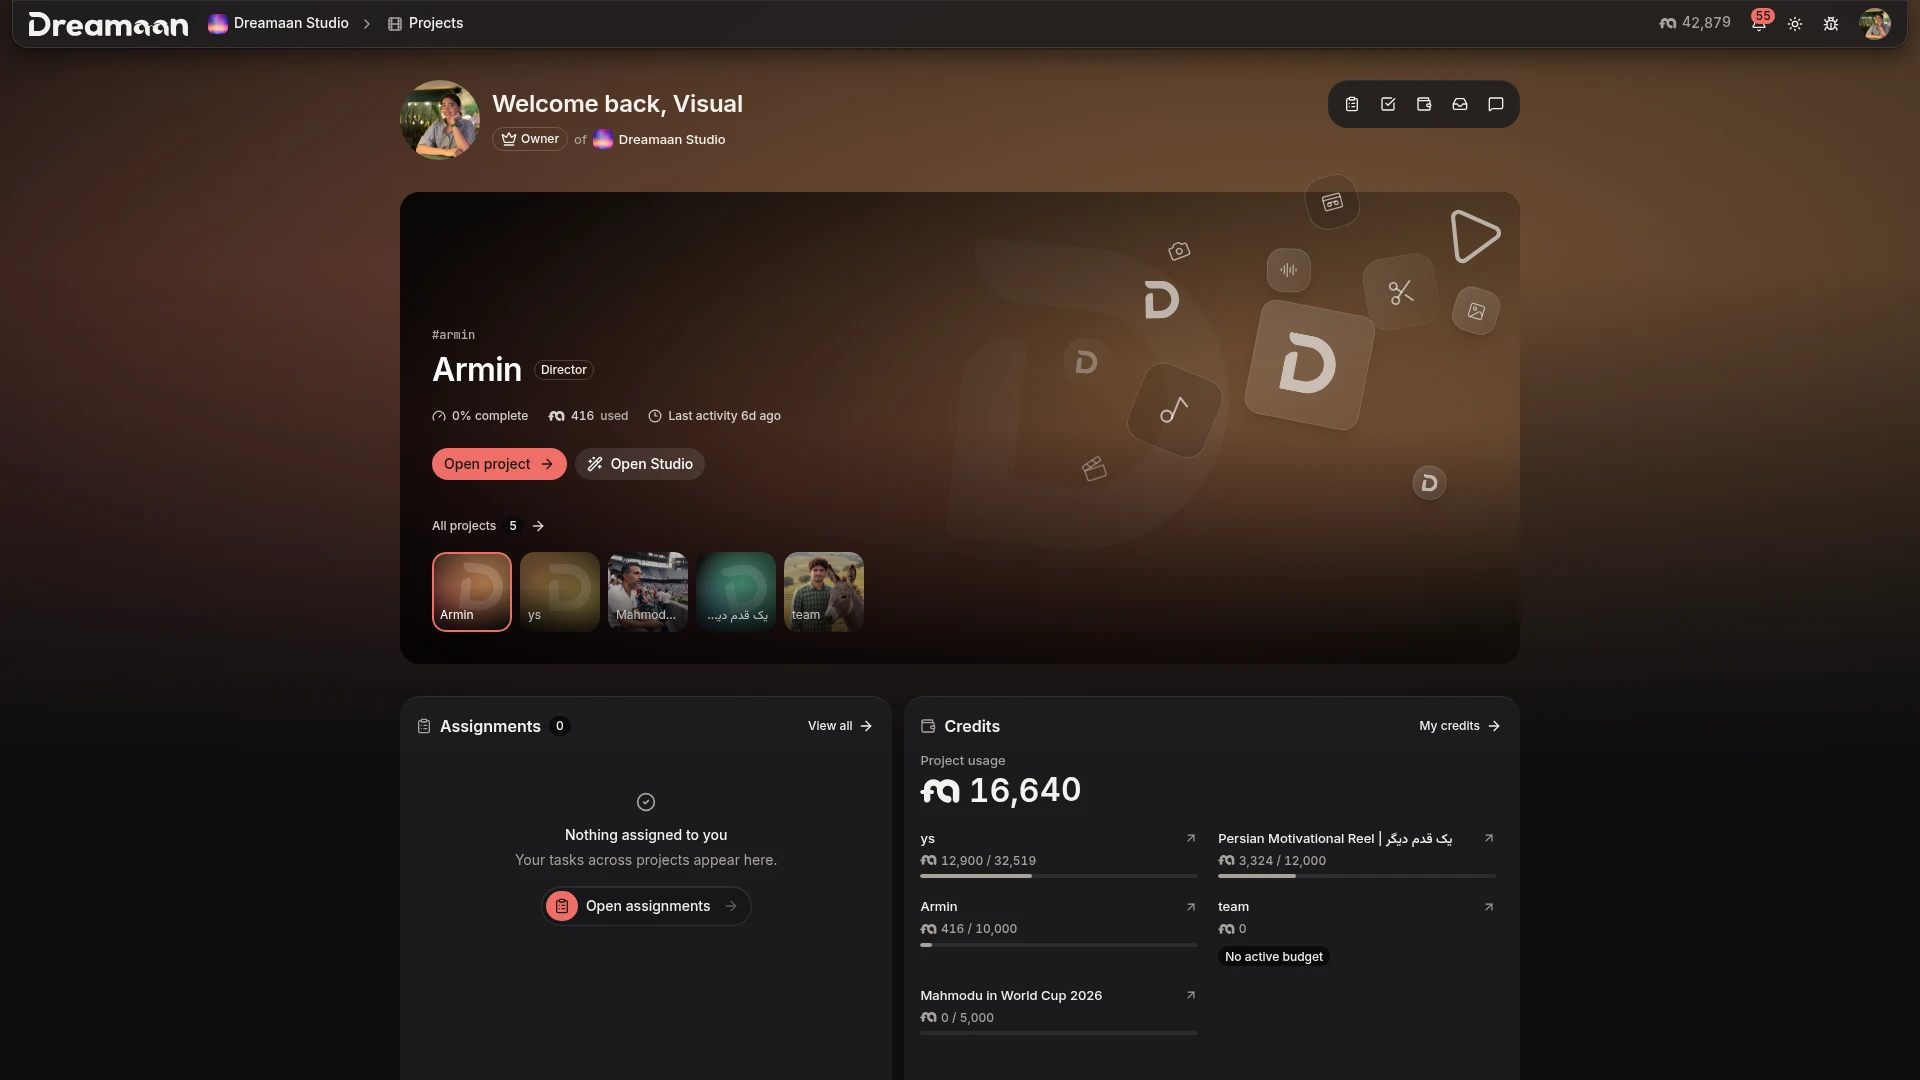 Dreamaan
Dreamaan Studio > Projects
42,879
55
Welcome back, Visual
Owner of Dreamaan Studio
#armin
Armin Director
0% complete 416 used Last activity 6d ago
Open project Open Studio
All projects 5
Armin
ys
Mahmod...
یک قدم دی...
team
Assignments 0 View all
Nothing assigned to you
Your tasks across projects appear here.
Open assignments
Credits My credits
Project usage
16,640
ys
12,900 / 32,519
Persian Motivational Reel | یک قدم دیگر
3,324 / 12,000
Armin
416 / 10,000
team
0
No active budget
Mahmodu in World Cup 2026
0 / 5,000